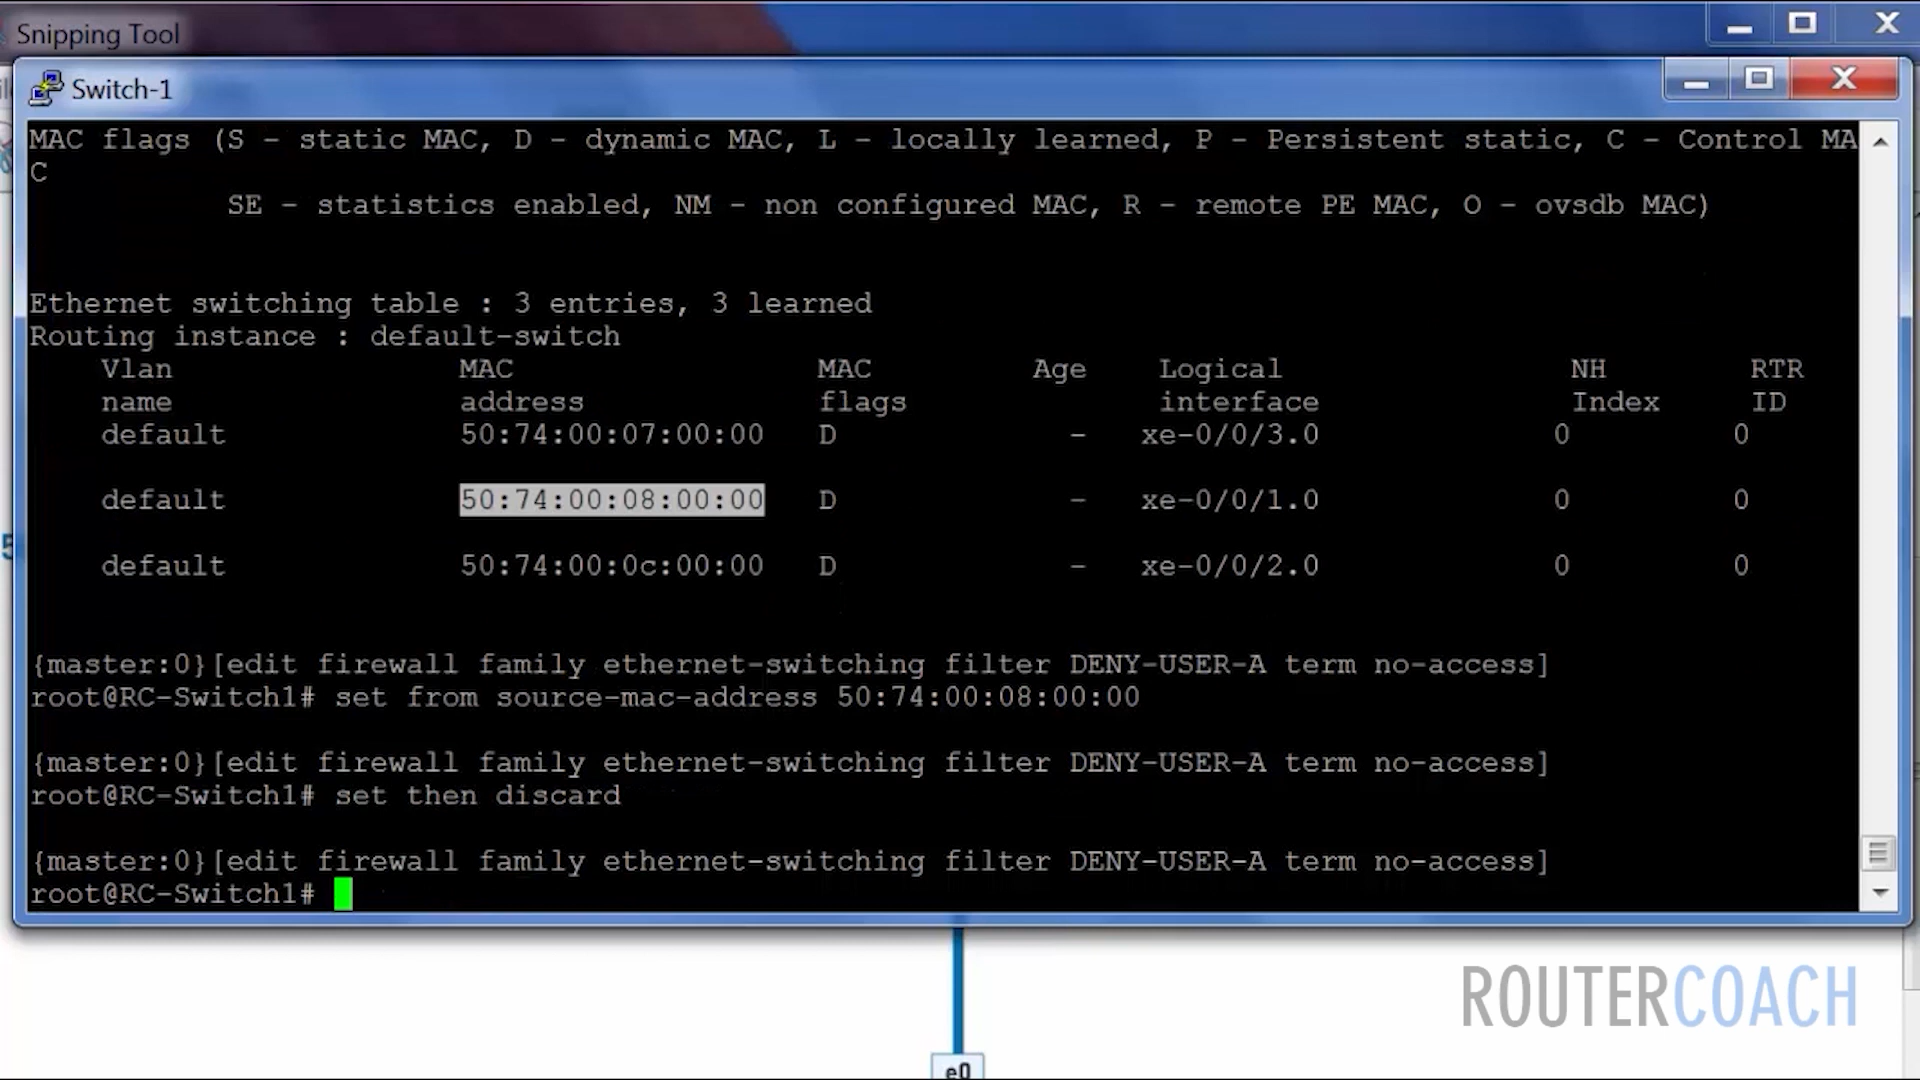 Snipping Tool
Switch-1
MAC flags (S - static MAC, D - dynamic MAC, L - locally learned, P - Persistent static, C - Control MA
C
SE - statistics enabled, NM - non configured MAC, R - remote PE MAC, O - ovsdb MAC)
Ethernet switching table : 3 entries, 3 learned
Routing instance : default-switch
Vlan MAC MAC Age Logical NH RTR
name address flags interface Index ID
default 50:74:00:07:00:00 D - xe-0/0/3.0 0 0
default 50:74:00:08:00:00 D - xe-0/0/1.0 0 0
default 50:74:00:0c:00:00 D - xe-0/0/2.0 0 0
{master:0}[edit firewall family ethernet-switching filter DENY-USER-A term no-access]
root@RC-Switch1# set from source-mac-address 50:74:00:08:00:00
{master:0}[edit firewall family ethernet-switching filter DENY-USER-A term no-access]
root@RC-Switch1# set then discard
{master:0}[edit firewall family ethernet-switching filter DENY-USER-A term no-access]
root@RC-Switch1#
ROUTERCOACH
e0